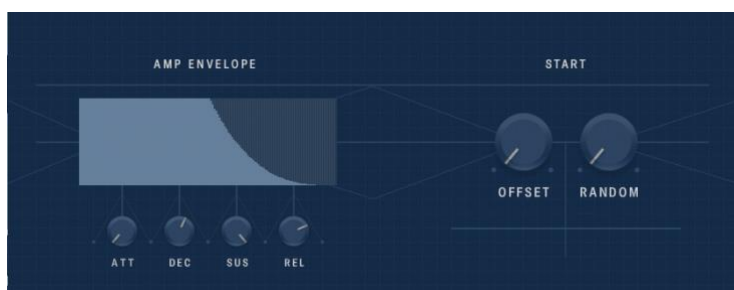 AMP ENVELOPE
START
OFFSET
RANDOM
ATT
DEC
SUS
REL